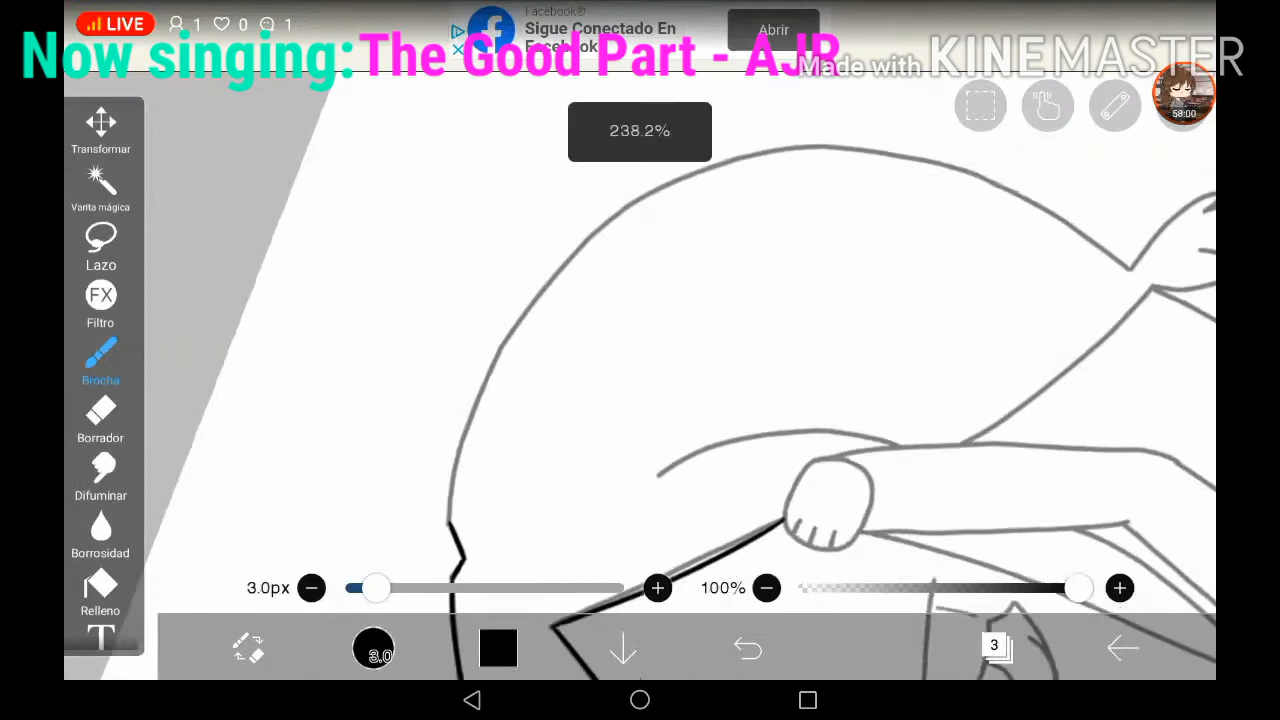 LIVE 1 0 1
Facebook®
Sigue Conectado En
Facebook
Abrir
Now singing:The Good Part - AJR
Made with KINEMASTER
58:00
238.2%
Transformar
Varita mágica
Lazo
FX
Filtro
Brocha
Borrador
Difuminar
Borrosidad
Relleno
T
3.0px
100%
3.0
3